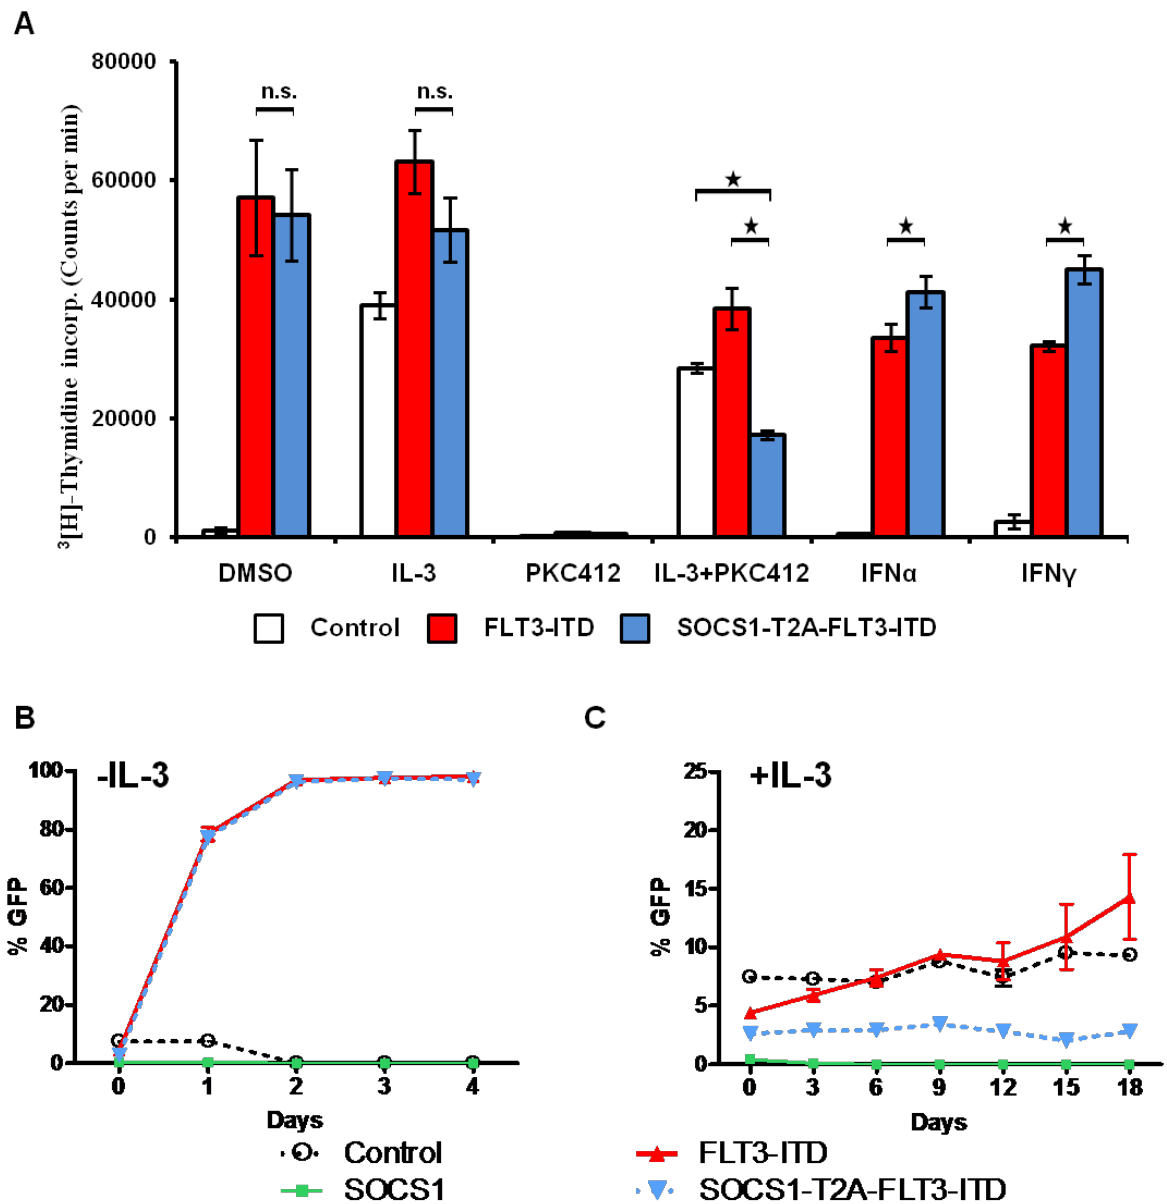 A
³[H]-Thymidine incorp. (Counts per min)
80000
60000
40000
20000
0
n.s.
n.s.
★
★
★
★
DMSO IL-3 PKC412 IL-3+PKC412 IFNα IFNγ
Control FLT3-ITD SOCS1-T2A-FLT3-ITD
B
-IL-3
% GFP
100
80
60
40
20
0
0 1 2 3 4
Days
C
+IL-3
% GFP
25
20
15
10
5
0
0 3 6 9 12 15 18
Days
Control FLT3-ITD
SOCS1 SOCS1-T2A-FLT3-ITD